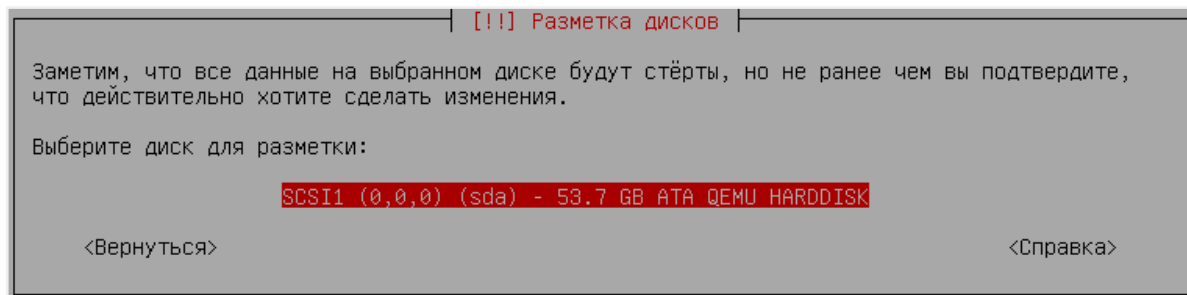 [!!] Разметка дисков
Заметим, что все данные на выбранном диске будут стёрты, но не ранее чем вы подтвердите,
что действительно хотите сделать изменения.
Выберите диск для разметки:
SCSI1 (0,0,0) (sda) - 53.7 GB ATA QEMU HARDDISK
<Вернуться> <Справка>